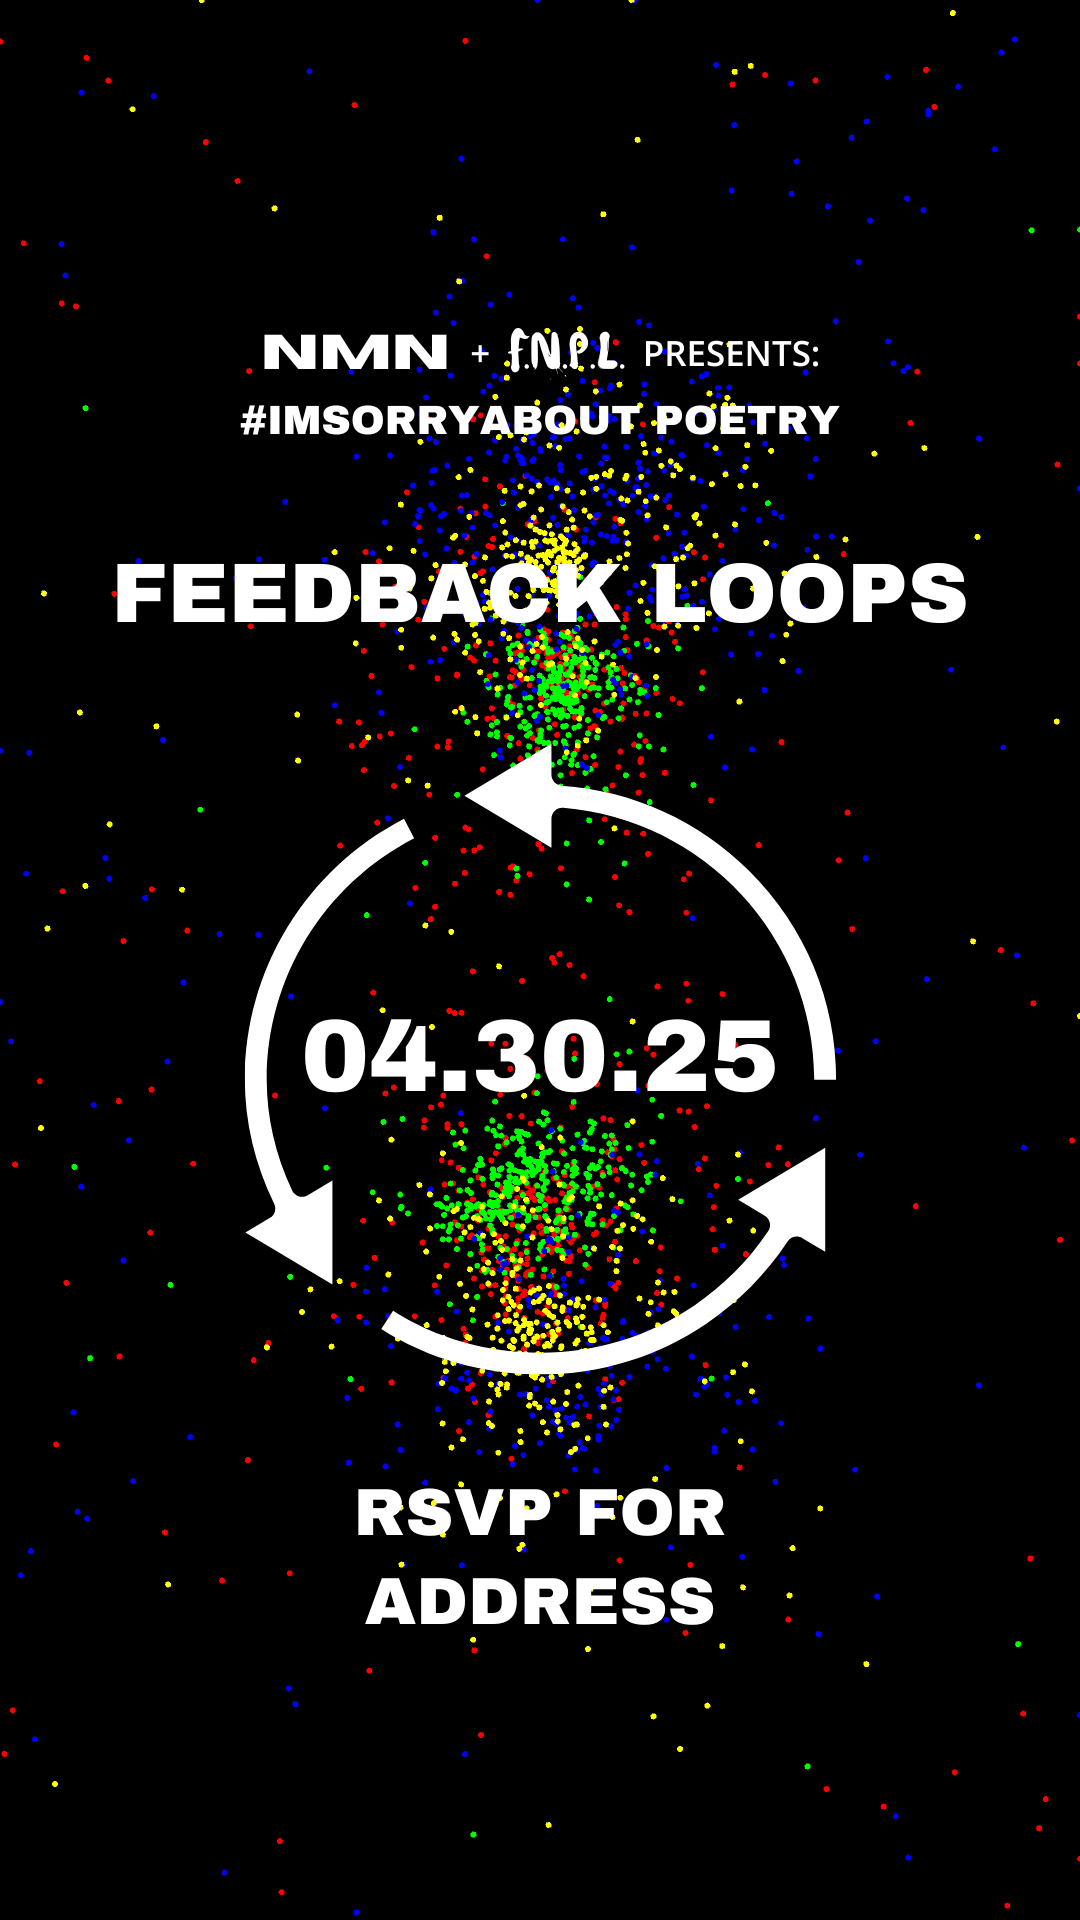 NMN + F.N.P.L. PRESENTS:
#IMSORRYABOUT POETRY
FEEDBACK LOOPS
04.30.25
RSVP FOR
ADDRESS